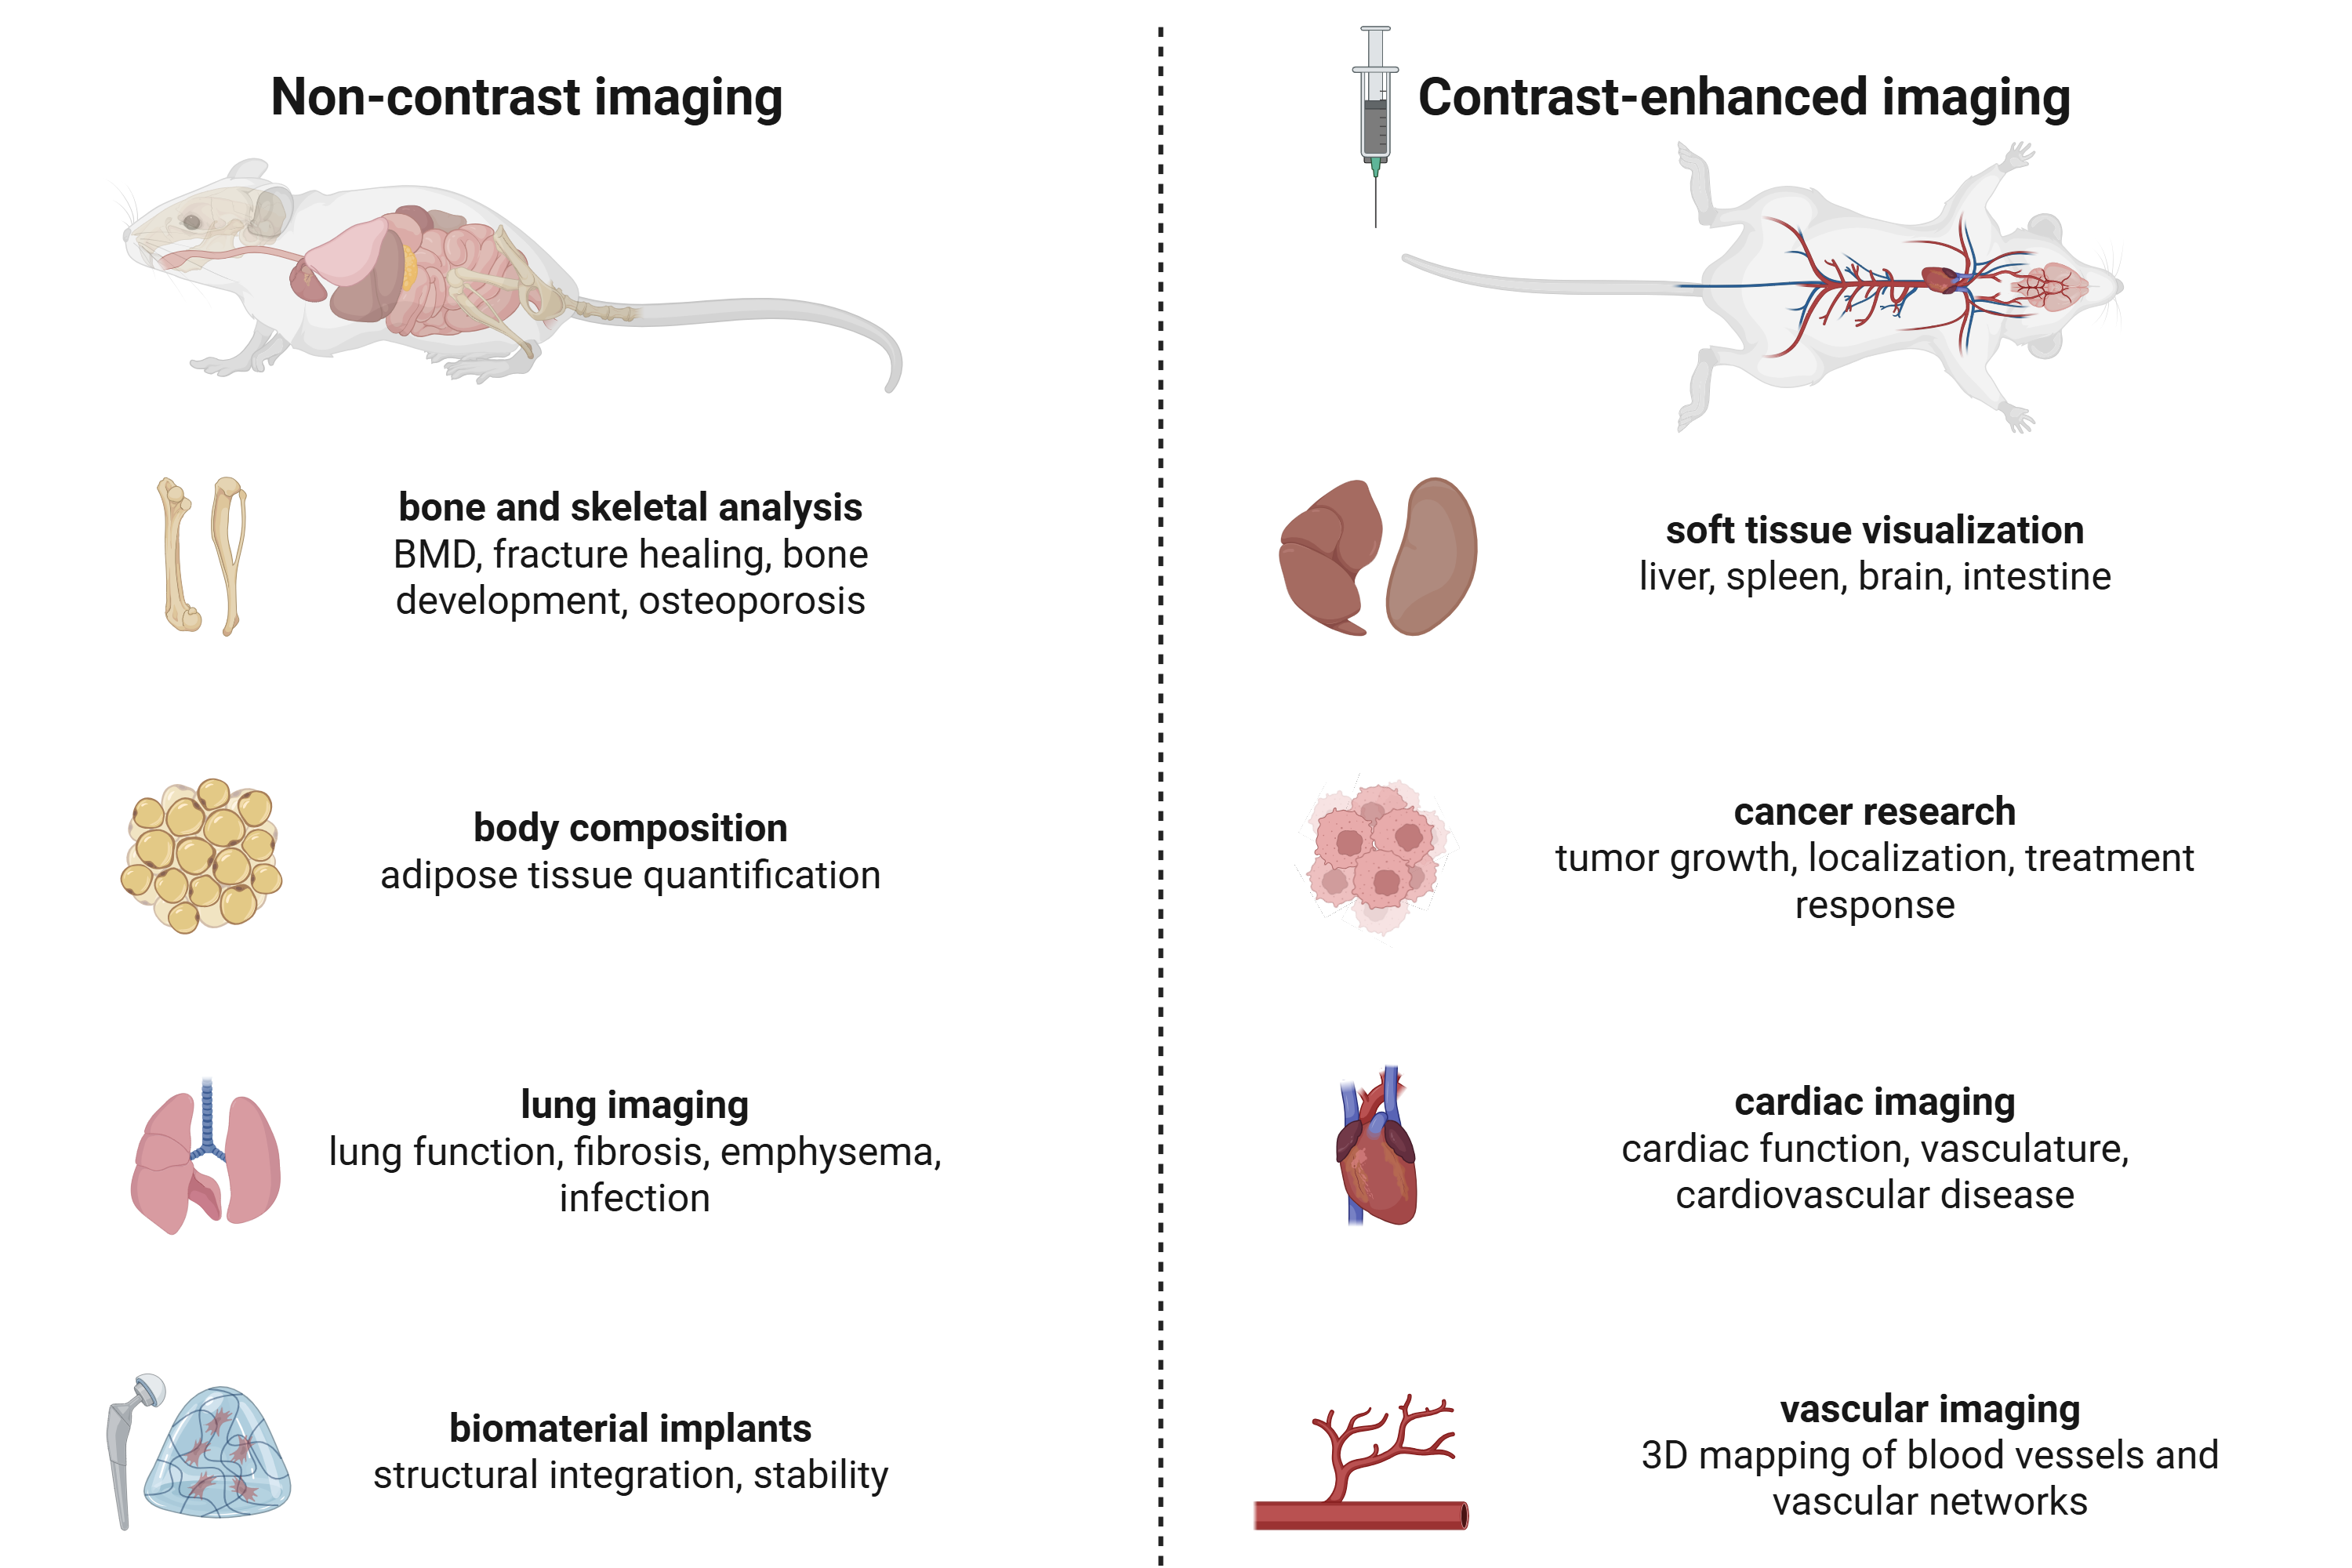 Non-contrast imaging
bone and skeletal analysis
BMD, fracture healing, bone
development, osteoporosis
body composition
adipose tissue quantification
lung imaging
lung function, fibrosis, emphysema,
infection
biomaterial implants
structural integration, stability
Contrast-enhanced imaging
soft tissue visualization
liver, spleen, brain, intestine
cancer research
tumor growth, localization, treatment
response
cardiac imaging
cardiac function, vasculature,
cardiovascular disease
vascular imaging
3D mapping of blood vessels and
vascular networks